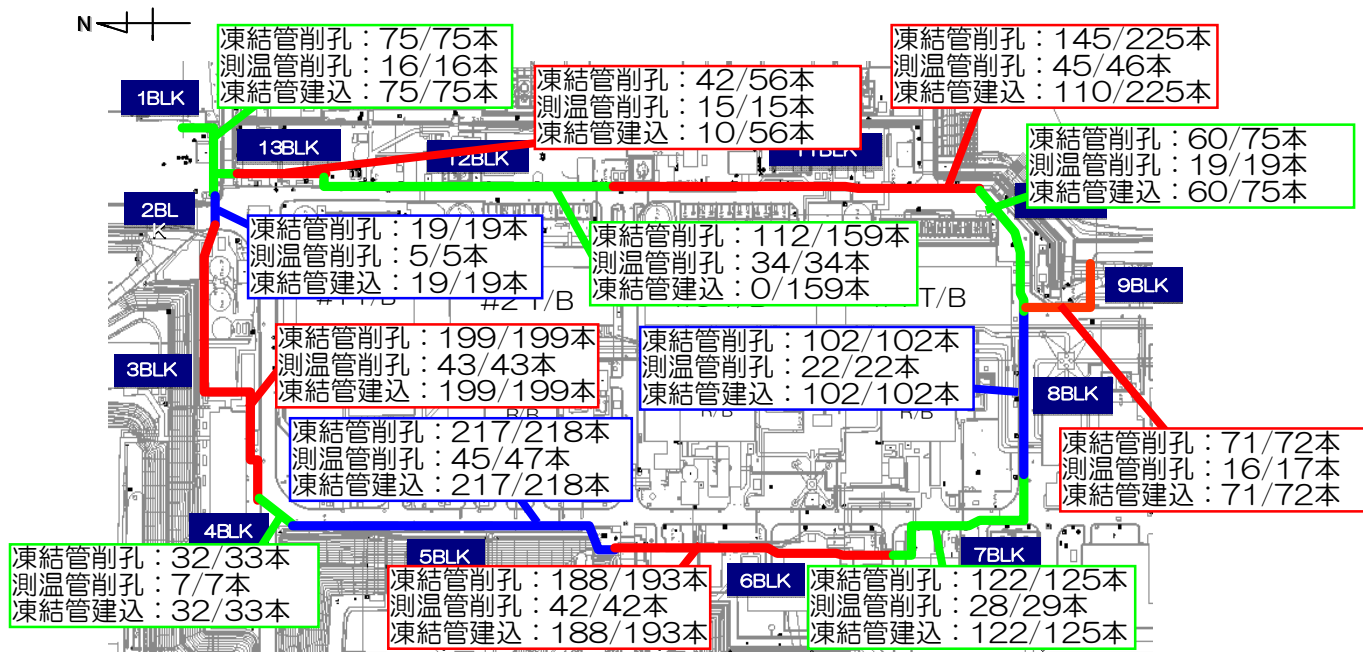 N
凍結管削孔：75/75本
測温管削孔：16/16本
凍結管建込：75/75本
凍結管削孔：145/225本
測温管削孔：45/46本
凍結管建込：110/225本
凍結管削孔：42/56本
測温管削孔：15/15本
凍結管建込：10/56本
1BLK
13BLK
12BLK
11BLK
凍結管削孔：60/75本
測温管削孔：19/19本
凍結管建込：60/75本
2BL
K
凍結管削孔：19/19本
測温管削孔：5/5本
凍結管建込：19/19本
凍結管削孔：112/159本
測温管削孔：34/34本
凍結管建込：0/159本
9BLK
#2 T/B
T/B
凍結管削孔：199/199本
測温管削孔：43/43本
凍結管建込：199/199本
凍結管削孔：102/102本
測温管削孔：22/22本
凍結管建込：102/102本
3BLK
8BLK
R/B
R/B
R/B
凍結管削孔：217/218本
測温管削孔：45/47本
凍結管建込：217/218本
凍結管削孔：71/72本
測温管削孔：16/17本
凍結管建込：71/72本
4BLK
5BLK
6BLK
7BLK
凍結管削孔：32/33本
測温管削孔：7/7本
凍結管建込：32/33本
凍結管削孔：188/193本
測温管削孔：42/42本
凍結管建込：188/193本
凍結管削孔：122/125本
測温管削孔：28/29本
凍結管建込：122/125本